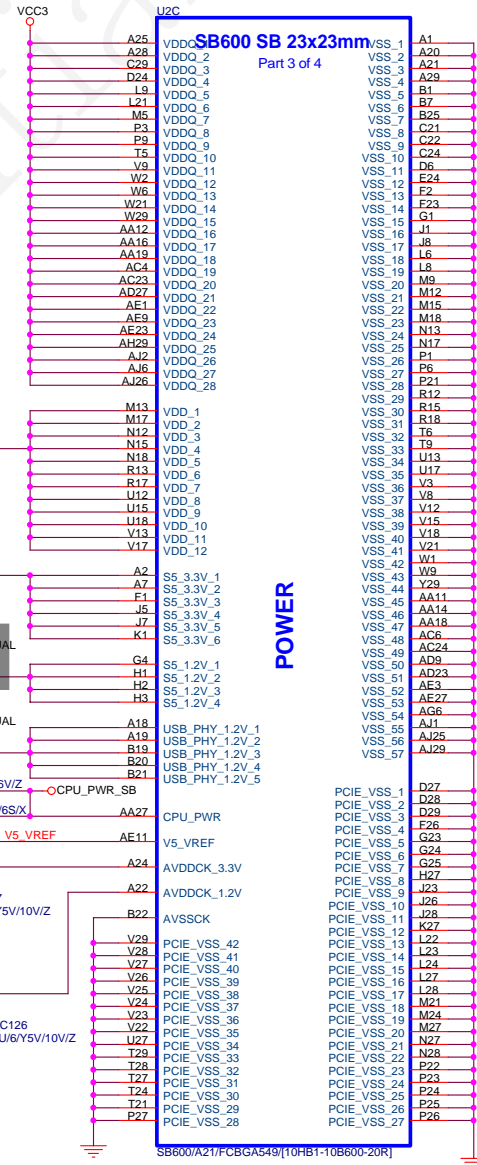 VCC3
U2C
SB600 SB 23x23mm
Part 3 of 4
POWER
A25 VDDQ_1
A28 VDDQ_2
C29 VDDQ_3
D24 VDDQ_4
L9 VDDQ_5
L21 VDDQ_6
M5 VDDQ_7
P3 VDDQ_8
P9 VDDQ_9
T5 VDDQ_10
V9 VDDQ_11
W2 VDDQ_12
W6 VDDQ_13
W21 VDDQ_14
W29 VDDQ_15
AA12 VDDQ_16
AA16 VDDQ_17
AA19 VDDQ_18
AC4 VDDQ_19
AC23 VDDQ_20
AD27 VDDQ_21
AE1 VDDQ_22
AE9 VDDQ_23
AE23 VDDQ_24
AH29 VDDQ_25
AJ2 VDDQ_26
AJ6 VDDQ_27
AJ26 VDDQ_28
M13 VDD_1
M17 VDD_2
N12 VDD_3
N15 VDD_4
N18 VDD_5
R13 VDD_6
R17 VDD_7
U12 VDD_8
U15 VDD_9
U18 VDD_10
V13 VDD_11
V17 VDD_12
A2 S5_3.3V_1
A7 S5_3.3V_2
F1 S5_3.3V_3
J5 S5_3.3V_4
J7 S5_3.3V_5
K1 S5_3.3V_6
UAL
G4 S5_1.2V_1
H1 S5_1.2V_2
H2 S5_1.2V_3
H3 S5_1.2V_4
UAL
A18 USB_PHY_1.2V_1
A19 USB_PHY_1.2V_2
B19 USB_PHY_1.2V_3
B20 USB_PHY_1.2V_4
B21 USB_PHY_1.2V_5
6V/Z
CPU_PWR_SB
/6S/X
AA27 CPU_PWR
V5_VREF
AE11 V5_VREF
A24 AVDDCK_3.3V
A22 AVDDCK_1.2V
Y5V/10V/Z
B22 AVSSCK
V29 PCIE_VSS_42
V28 PCIE_VSS_41
V27 PCIE_VSS_40
V26 PCIE_VSS_39
V25 PCIE_VSS_38
V24 PCIE_VSS_37
V23 PCIE_VSS_36
V22 PCIE_VSS_35
U27 PCIE_VSS_34
T29 PCIE_VSS_33
T28 PCIE_VSS_32
T27 PCIE_VSS_31
T24 PCIE_VSS_30
T21 PCIE_VSS_29
P27 PCIE_VSS_28
C126
U/6/Y5V/10V/Z
VSS_1 A1
VSS_2 A20
VSS_3 A21
VSS_4 A29
VSS_5 B1
VSS_6 B7
VSS_7 B25
VSS_8 C21
VSS_9 C22
VSS_10 C24
VSS_11 D6
VSS_12 E24
VSS_13 F2
VSS_14 F23
VSS_15 G1
VSS_16 J1
VSS_17 J8
VSS_18 L6
VSS_19 L8
VSS_20 M9
VSS_21 M12
VSS_22 M15
VSS_23 M18
VSS_24 N13
VSS_25 N17
VSS_26 P1
VSS_27 P6
VSS_28 P21
VSS_29 R12
VSS_30 R15
VSS_31 R18
VSS_32 T6
VSS_33 T9
VSS_34 U13
VSS_35 U17
VSS_36 V3
VSS_37 V8
VSS_38 V12
VSS_39 V15
VSS_40 V18
VSS_41 V21
VSS_42 W1
VSS_43 W9
VSS_44 Y29
VSS_45 AA11
VSS_46 AA14
VSS_47 AA18
VSS_48 AC6
VSS_49 AC24
VSS_50 AD9
VSS_51 AD23
VSS_52 AE3
VSS_53 AE27
VSS_54 AG6
VSS_55 AJ1
VSS_56 AJ25
VSS_57 AJ29
PCIE_VSS_1 D27
PCIE_VSS_2 D28
PCIE_VSS_3 D29
PCIE_VSS_4 F26
PCIE_VSS_5 G23
PCIE_VSS_6 G24
PCIE_VSS_7 G25
PCIE_VSS_8 H27
PCIE_VSS_9 J23
PCIE_VSS_10 J26
PCIE_VSS_11 J28
PCIE_VSS_12 K27
PCIE_VSS_13 L22
PCIE_VSS_14 L23
PCIE_VSS_15 L24
PCIE_VSS_16 L27
PCIE_VSS_17 L28
PCIE_VSS_18 M21
PCIE_VSS_19 M24
PCIE_VSS_20 M27
PCIE_VSS_21 N27
PCIE_VSS_22 N28
PCIE_VSS_23 P22
PCIE_VSS_24 P23
PCIE_VSS_25 P24
PCIE_VSS_26 P25
PCIE_VSS_27 P26
SB600/A21/FCBGA549/[10HB1-10B600-20R]